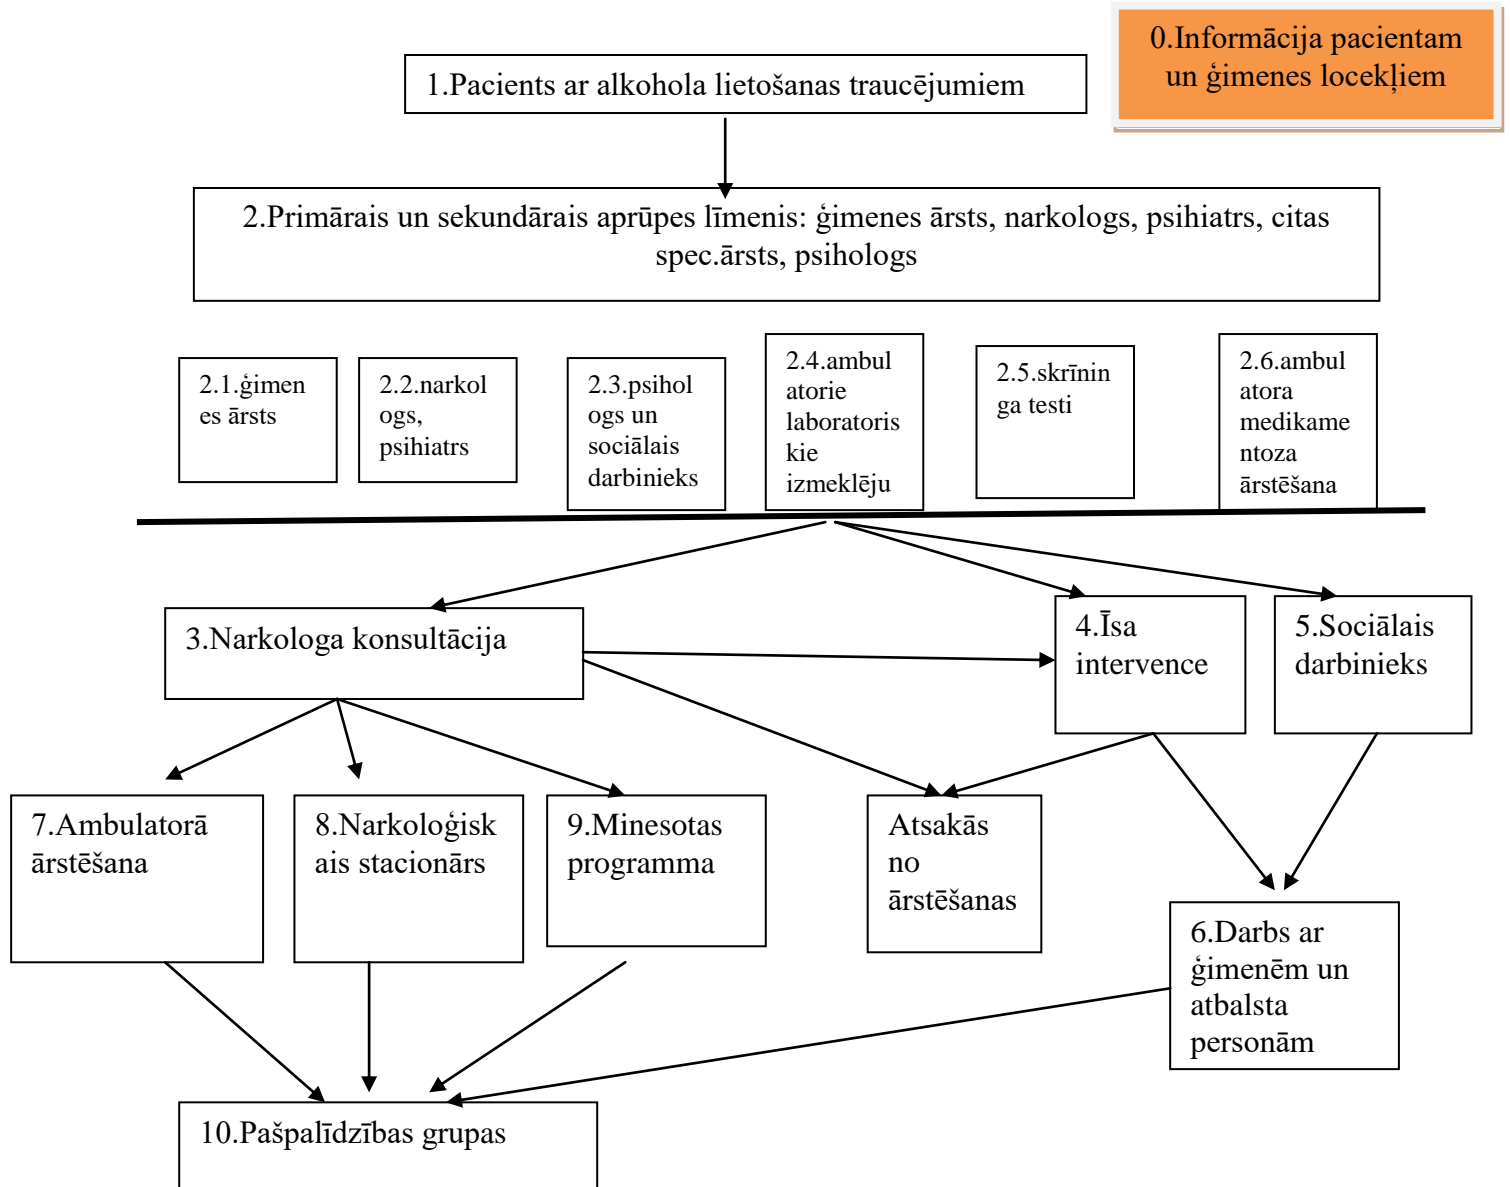 0.Informācija pacientam
un ģimenes locekļiem
1.Pacients ar alkohola lietošanas traucējumiem
2.Primārais un sekundārais aprūpes līmenis: ģimenes ārsts, narkologs, psihiatrs, citas
spec.ārsts, psihologs
2.1.ģimen
es ārsts
2.2.narkol
ogs,
psihiatrs
2.3.psihol
ogs un
sociālais
darbinieks
2.4.ambul
atorie
laboratoris
kie
izmeklēju
2.5.skrīnin
ga testi
2.6.ambul
atora
medikame
ntoza
ārstēšana
3.Narkologa konsultācija
4.Īsa
intervence
5.Sociālais
darbinieks
7.Ambulatorā
ārstēšana
8.Narkoloģisk
ais stacionārs
9.Minesotas
programma
Atsakās
no
ārstēšanas
6.Darbs ar
ģimenēm un
atbalsta
personām
10.Pašpalīdzības grupas